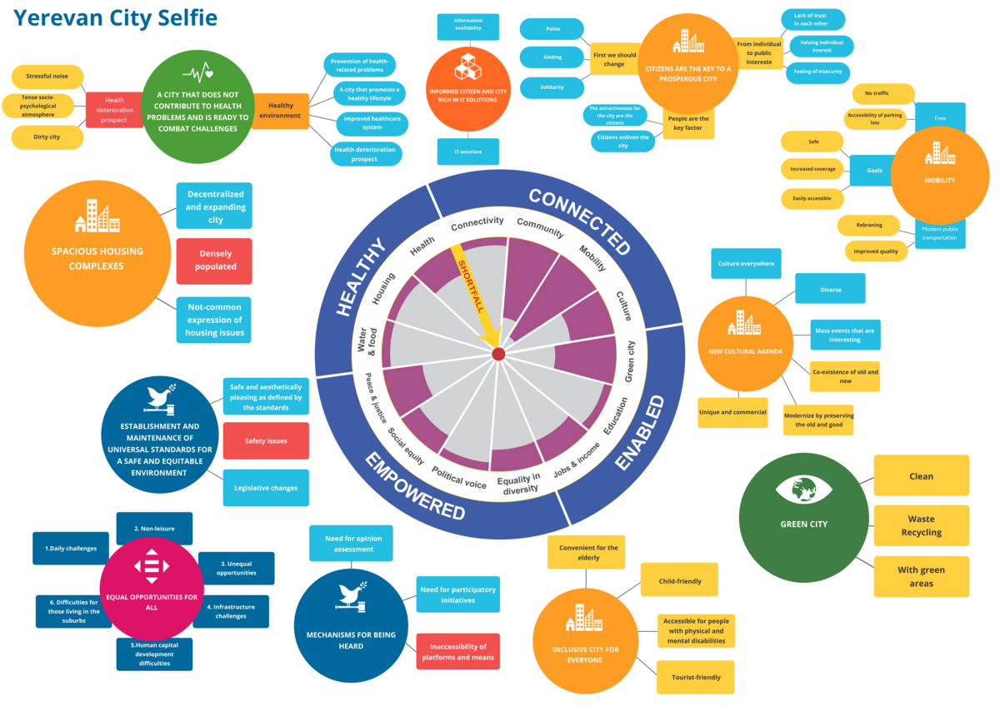 Yerevan City Selfie
Stressful noise
Tense socio-
psychological
atmosphere
Dirty city
Health
deterioration
prospect
A CITY THAT DOES NOT
CONTRIBUTE TO HEALTH
PROBLEMS AND IS READY TO
COMBAT CHALLENGES
Healthy
environment
Prevention of health-
related problems
A city that promotes a
healthy lifestyle
Improved healthcare
system
Health deterioration
prospect
Information
availability
INFORMED CITIZEN AND CITY
RICH IN IT SOLUTIONS
IT solutions
Polite
Abiding
Solidarity
First we should
change
CITIZENS ARE THE KEY TO A
PROSPEROUS CITY
From individual
to public
intereste
Lack of trust
in each other
Valuing individual
interest
Feeling of insecurity
The attractiveness for
the city are the
citizens
Citizens enliven the
city
People are the
key factor
No traffic
Accessibility of parking
lots
Free
Safe
Increased coverage
Easily accessible
Goals
MOBILITY
Rebraning
Improved quality
Modern public
transportation
SPACIOUS HOUSING
COMPLEXES
Decentralized
and expanding
city
Densely
populated
Not-common
expression of
housing issues
HEALTHY
CONNECTED
ENABLED
EMPOWERED
Connectivity
Community
Mobility
Culture
Green city
Education
Jobs & income
Equality in
diversity
Political voice
Social equity
Peace & justice
Water
& food
Housing
Health
SHORTFALL
Culture everywhere
Diverse
Mass events that are
interesting
Co-existence of old and
new
Modernize by preserving
the old and good
Unique and commercial
NEW CULTURAL AGENDA
ESTABLISHMENT AND
MAINTENANCE OF
UNIVERSAL STANDARDS FOR
A SAFE AND EQUITABLE
ENVIRONMENT
Safe and aesthetically
pleasing as defined by
the standards
Safety issues
Legislative changes
GREEN CITY
Clean
Waste
Recycling
With green
areas
1.Daily challenges
2. Non-leisure
3. Unequal
opportunities
4. Infrastructure
challenges
5.Human capital
development
difficulties
6. Difficulties for
those living in the
suburbs
EQUAL OPPORTUNITIES FOR
ALL
Need for opinion
assessment
Need for participatory
initiatives
Inaccessibility of
platforms and means
MECHANISMS FOR BEING
HEARD
Convenient for the
elderly
Child-friendly
Accessible for people
with physical and
mental disabilities
Tourist-friendly
INCLUSIVE CITY FOR
EVERYONE